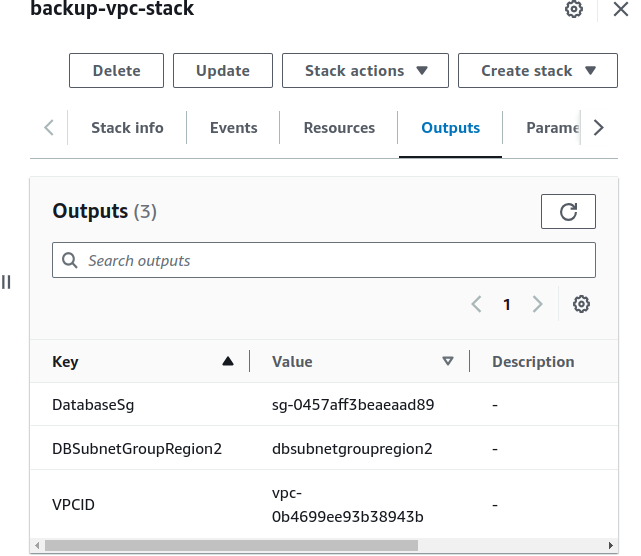 backup-vpc-stack
Delete
Update
Stack actions
Create stack
Stack info
Events
Resources
Outputs
Parame
Outputs (3)
Search outputs
1
Key
Value
Description
DatabaseSg
sg-0457aff3beaeaad89
-
DBSubnetGroupRegion2
dbsubnetgroupregion2
-
VPCID
vpc-
0b4699ee93b38943b
-